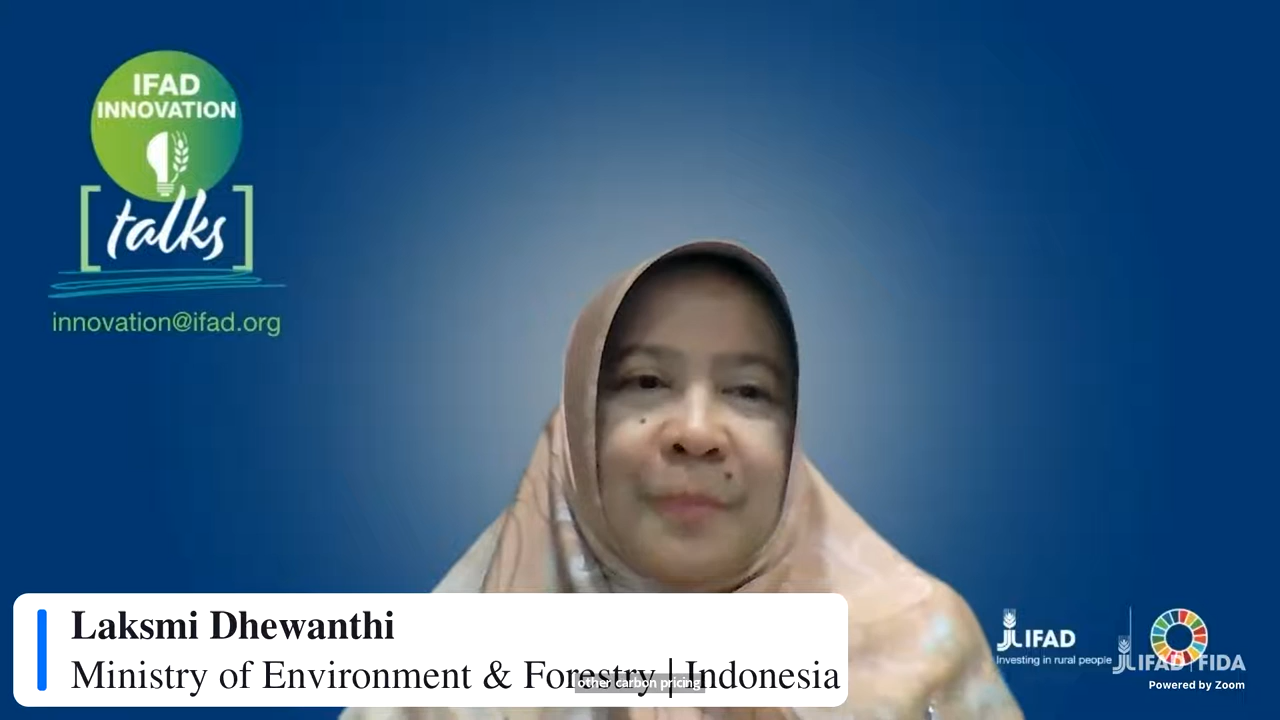 IFAD
INNOVATION
[talks]
innovation@ifad.org
Laksmi Dhewanthi
Ministry of Environment & Forestry | Indonesia
other carbon pricing
IFAD
Investing in rural people
IFAD FIDA
Powered by Zoom